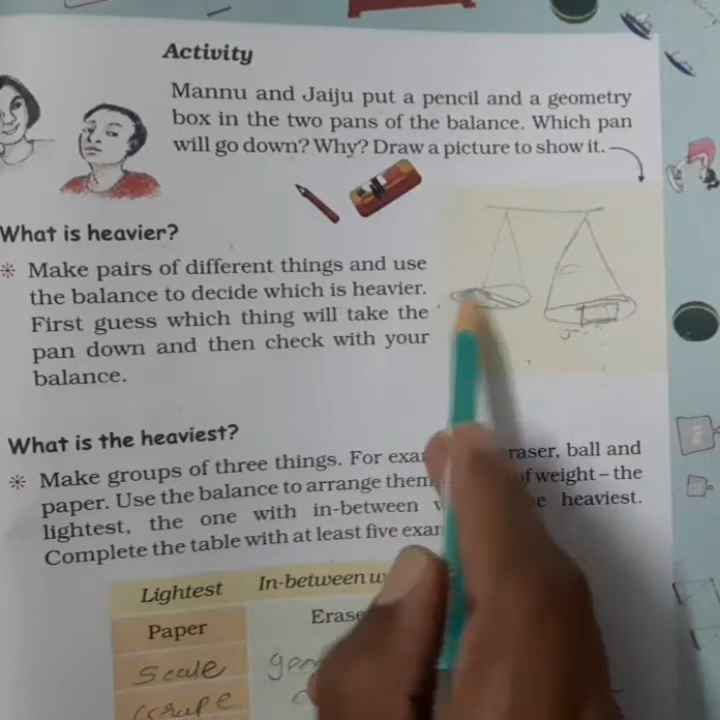 Activity
Mannu and Jaiju put a pencil and a geometry
box in the two pans of the balance. Which pan
will go down? Why? Draw a picture to show it.
What is heavier?
Make pairs of different things and use
the balance to decide which is heavier.
First guess which thing will take the
pan down and then check with your
balance.
What is the heaviest?
Make groups of three things. For raser, ball and
paper. Use the balance to arrange them of weight – the
lightest, the one with in-between heaviest.
Complete the table with at least five
Lightest In-between
Paper
Scale